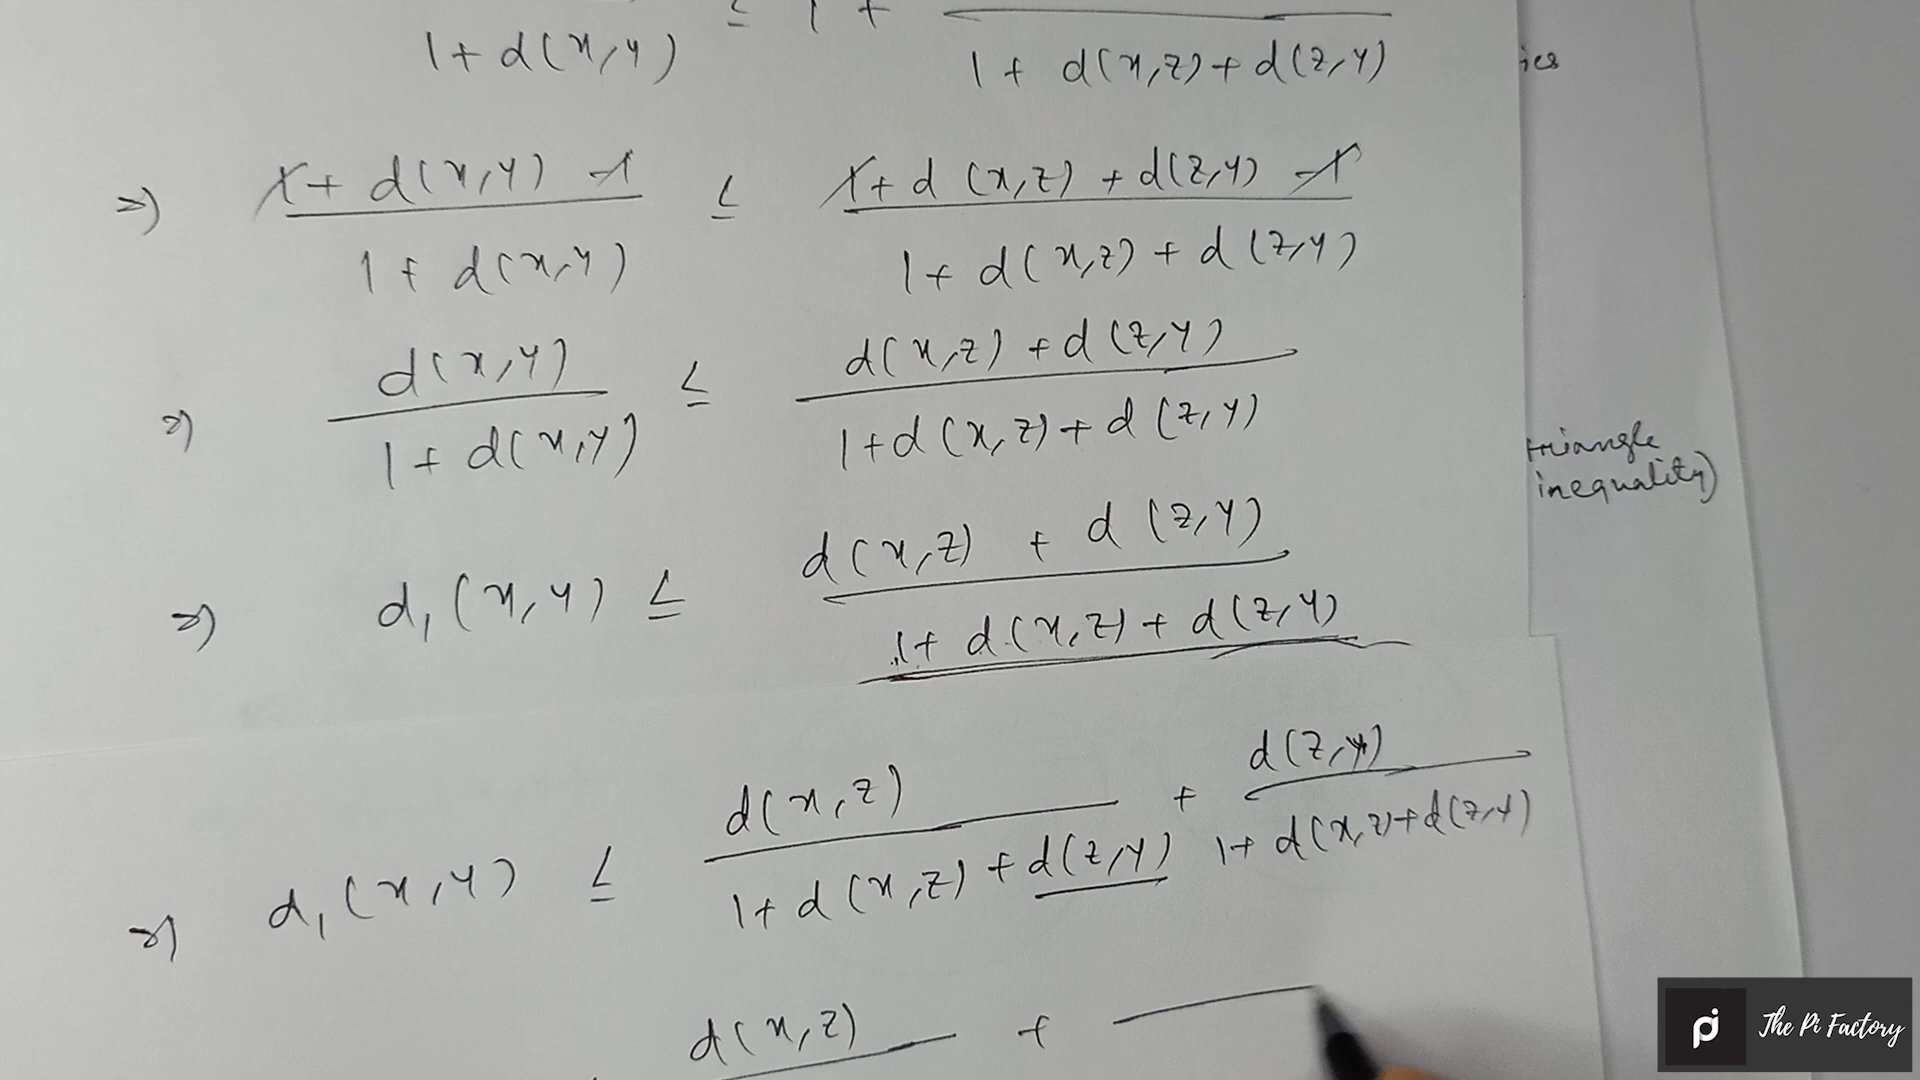 ≤ 1 +
1 + d(x,y)
1 + d(x,z) + d(z,y)
ies
⇒) 1 + d(x,y) - 1 ≤ 1 + d (x,z) + d(z,y) - 1
1 + d(x,y)
1 + d(x,z) + d(z,y)
⇒) d(x,y) ≤ d(x,z) + d(z,y)
1 + d(x,y)
1 + d(x,z) + d(z,y)
triangle
inequality)
⇒) d₁(x,y) ≤ d(x,z) + d(z,y)
1 + d(x,z) + d(z,y)
⇒) d₁(x,y) ≤ d(x,z) + d(z,y)
1 + d(x,z) + d(z,y) 1 + d(x,z) + d(z,y)
d(x,z) +
pi The Pi Factory